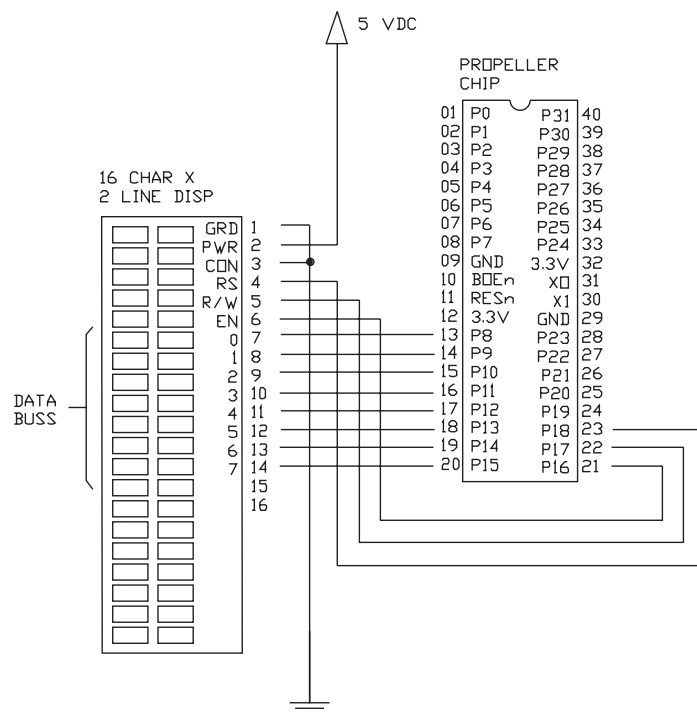 5 VDC
PROPELLER
CHIP
16 CHAR X
2 LINE DISP
GRD 1
PWR 2
CON 3
RS 4
R/W 5
EN 6
0 7
1 8
2 9
3 10
4 11
5 12
6 13
7 14
15
16
DATA
BUSS
01 P0 P31 40
02 P1 P30 39
03 P2 P29 38
04 P3 P28 37
05 P4 P27 36
06 P5 P26 35
07 P6 P25 34
08 P7 P24 33
09 GND 3.3V 32
10 BOEn XO 31
11 RESn X1 30
12 3.3V GND 29
13 P8 P23 28
14 P9 P22 27
15 P10 P21 26
16 P11 P20 25
17 P12 P19 24
18 P13 P18 23
19 P14 P17 22
20 P15 P16 21